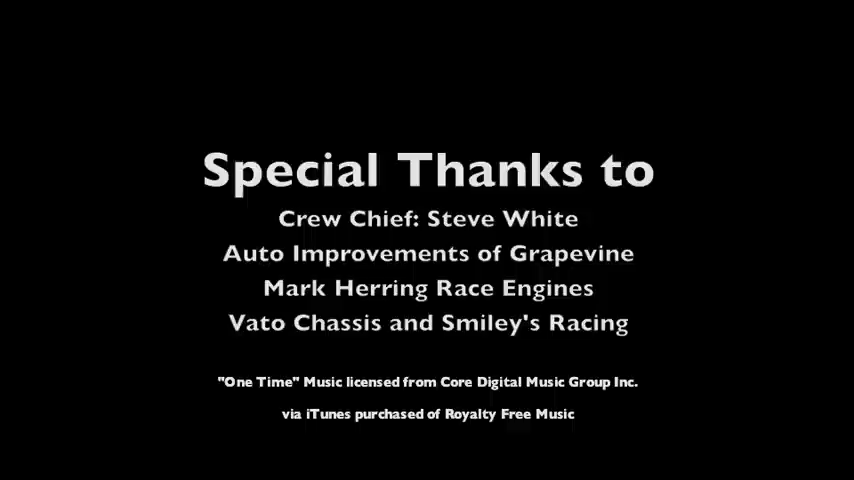 Special Thanks to
Crew Chief: Steve White
Auto Improvements of Grapevine
Mark Herring Race Engines
Vato Chassis and Smiley's Racing
"One Time" Music licensed from Core Digital Music Group Inc.
via iTunes purchased of Royalty Free Music